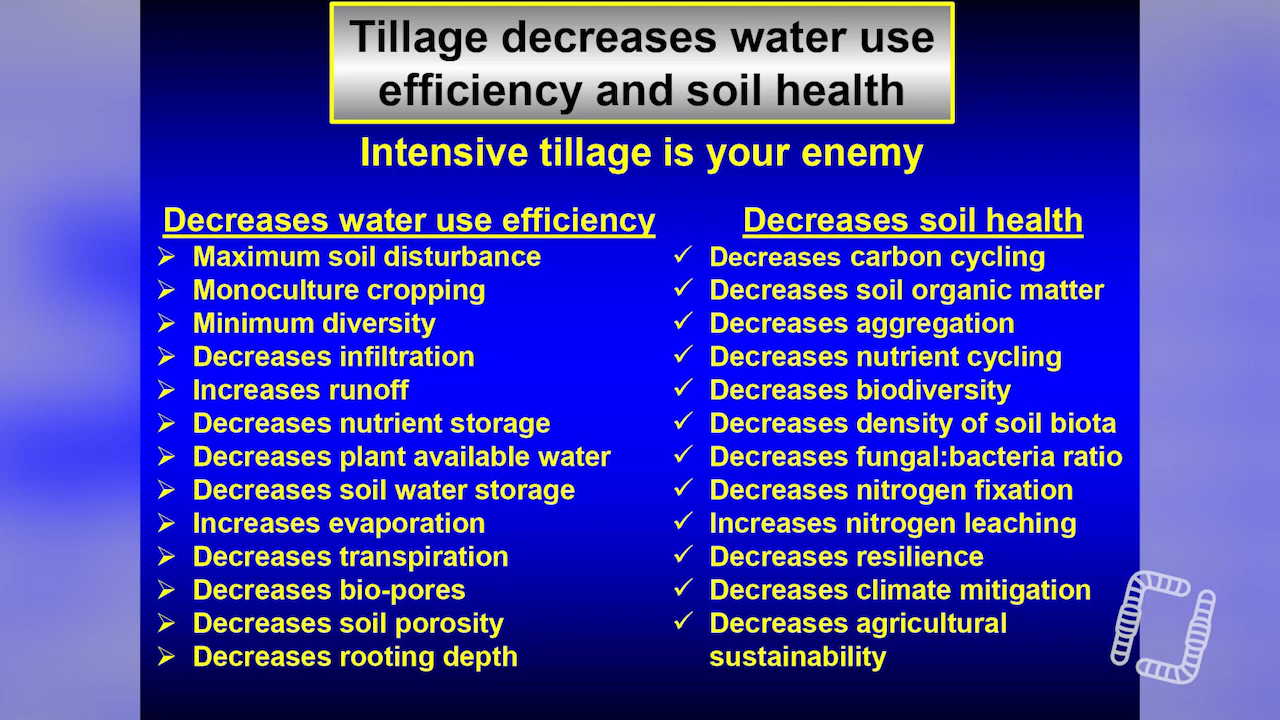 Tillage decreases water use
efficiency and soil health
Intensive tillage is your enemy
Decreases water use efficiency
Maximum soil disturbance
Monoculture cropping
Minimum diversity
Decreases infiltration
Increases runoff
Decreases nutrient storage
Decreases plant available water
Decreases soil water storage
Increases evaporation
Decreases transpiration
Decreases bio-pores
Decreases soil porosity
Decreases rooting depth
Decreases soil health
Decreases carbon cycling
Decreases soil organic matter
Decreases aggregation
Decreases nutrient cycling
Decreases biodiversity
Decreases density of soil biota
Decreases fungal:bacteria ratio
Decreases nitrogen fixation
Increases nitrogen leaching
Decreases resilience
Decreases climate mitigation
Decreases agricultural
sustainability